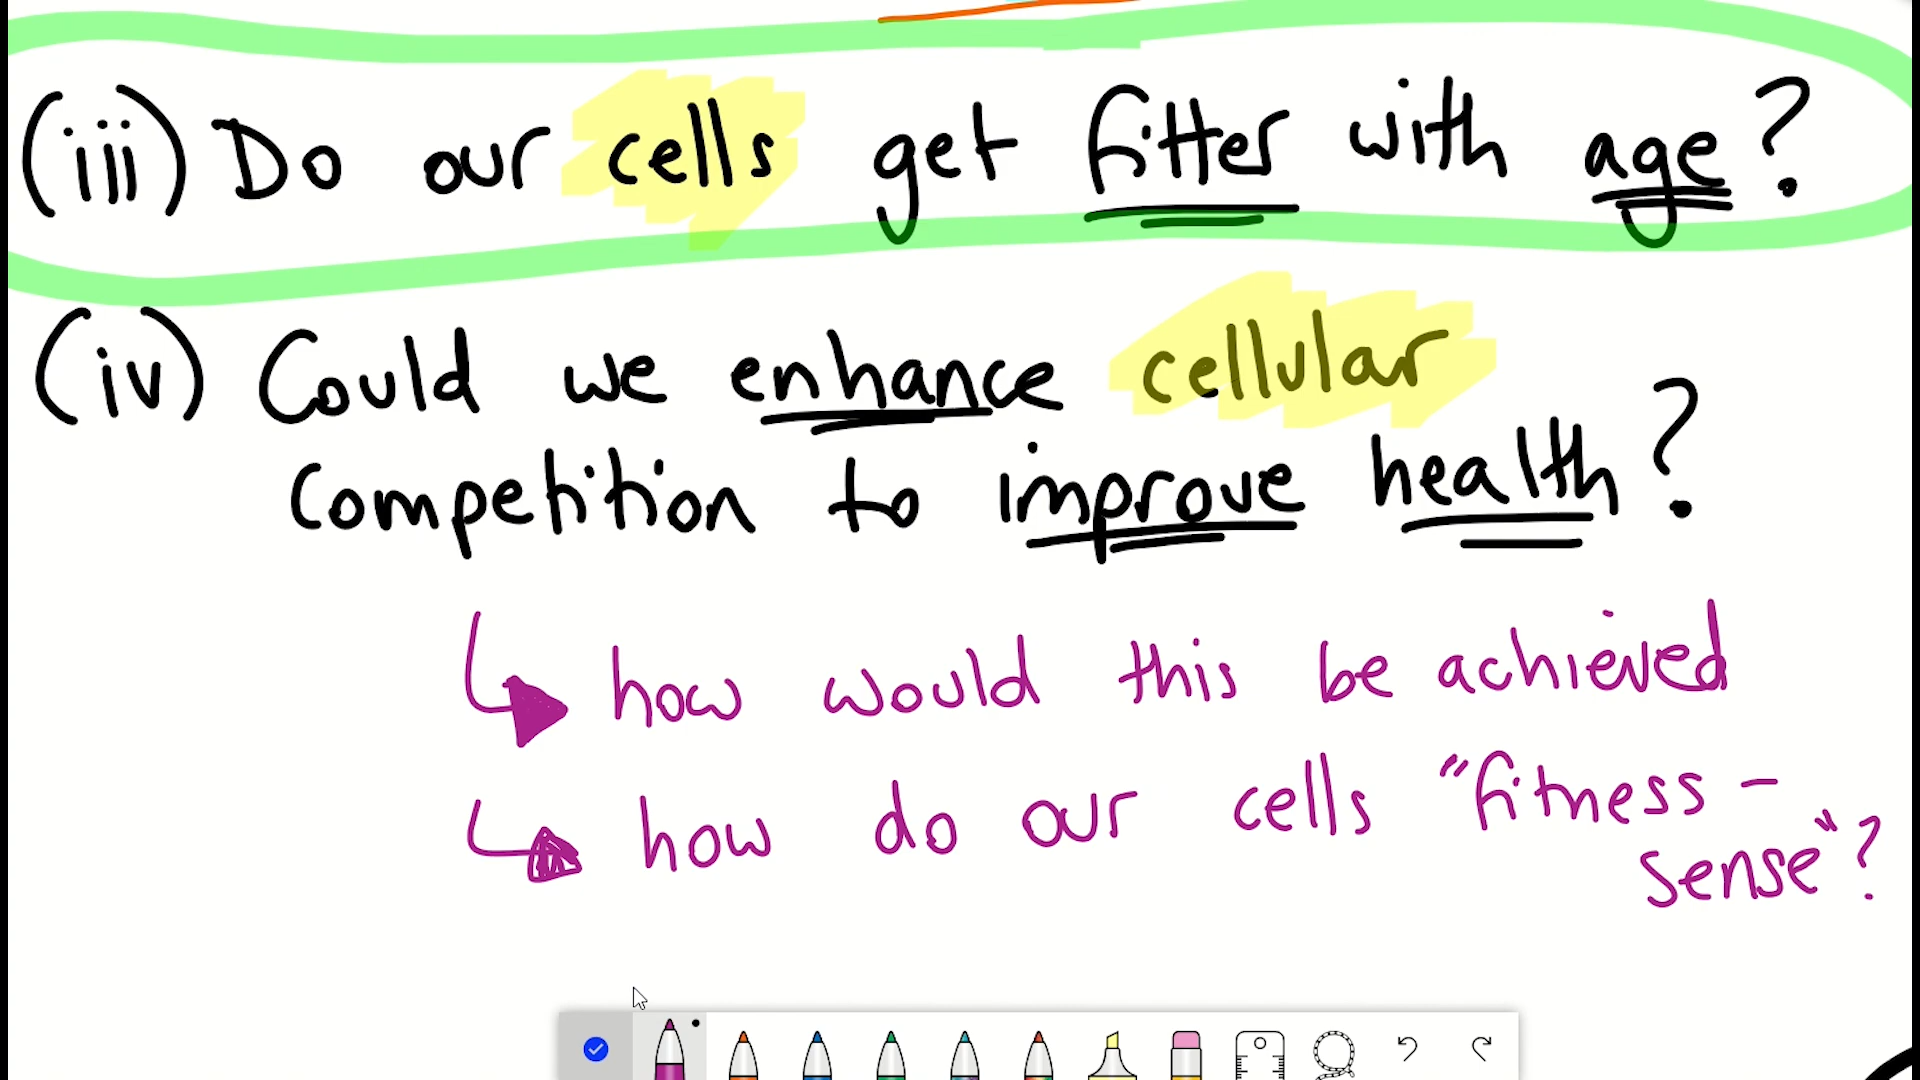 (iii) Do our cells get fitter with age?
(iv) Could we enhance cellular
competition to improve health?
how would this be achieved
how do our cells "fitness-
sense"?